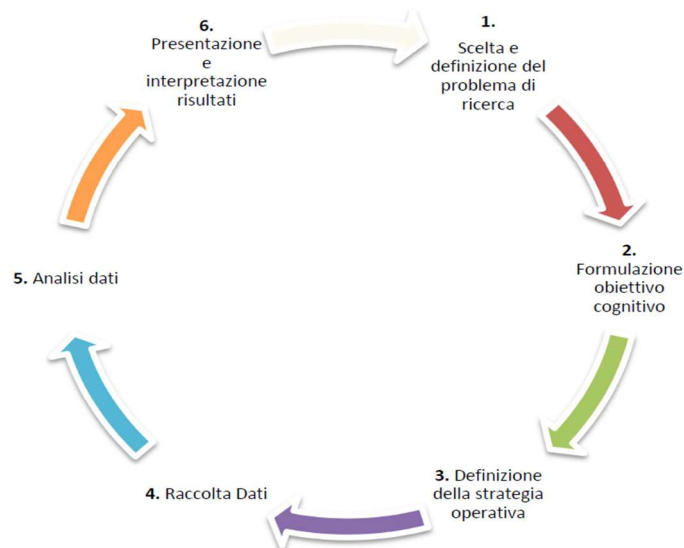 1.
Scelta e
definizione del
problema di
ricerca
2.
Formulazione
obiettivo
cognitivo
3. Definizione
della strategia
operativa
4. Raccolta Dati
5. Analisi dati
6.
Presentazione
e
interpretazione
risultati